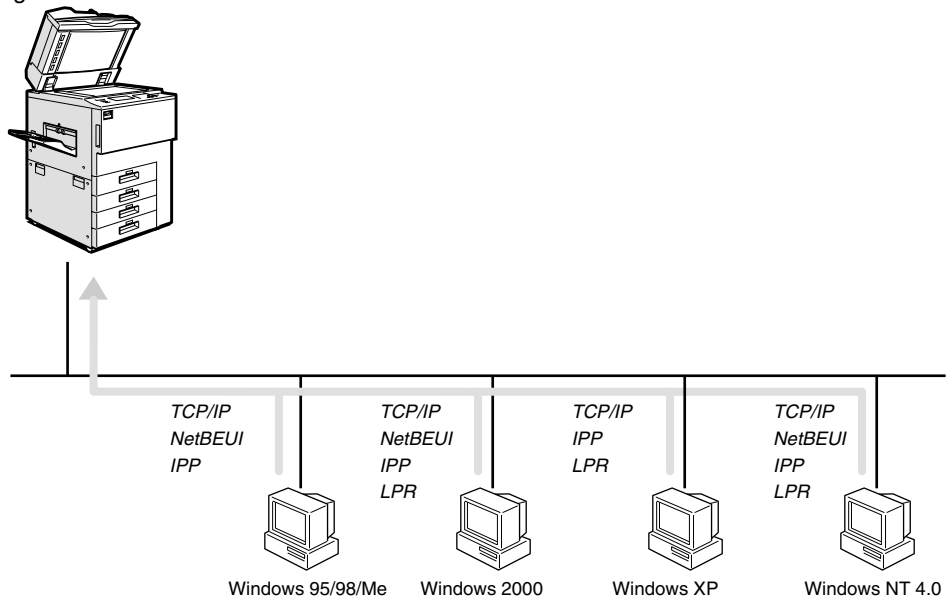 TCP/IP
NetBEUI
IPP
TCP/IP
NetBEUI
IPP
LPR
TCP/IP
IPP
LPR
TCP/IP
NetBEUI
IPP
LPR
Windows 95/98/Me
Windows 2000
Windows XP
Windows NT 4.0